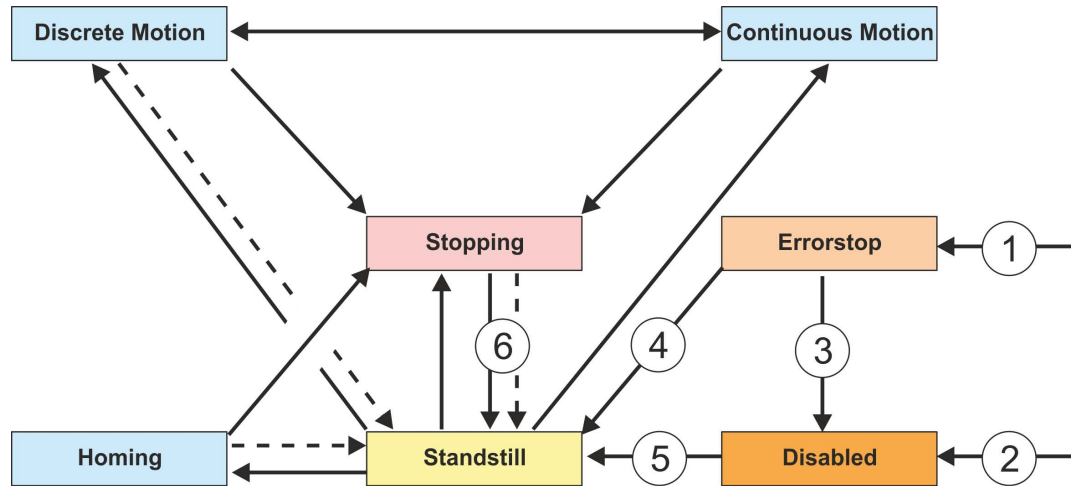 Discrete Motion
Continuous Motion
Stopping
Errorstop
1
6
4
3
Homing
Standstill
5
Disabled
2